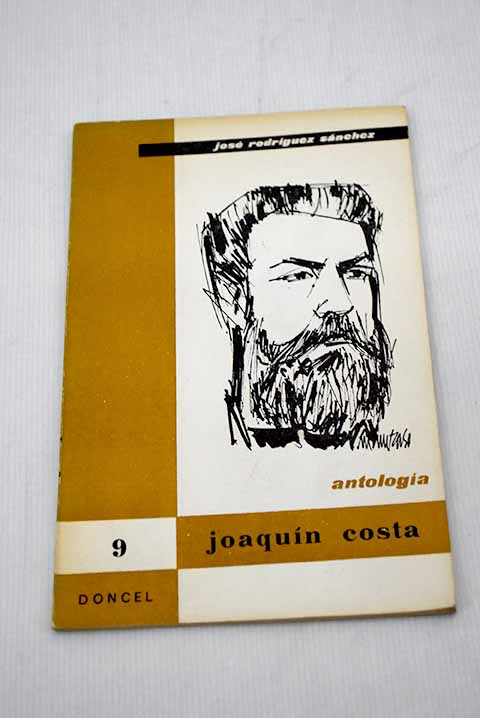 josé rodríguez sánchez
antología
9
joaquín costa
DONCEL